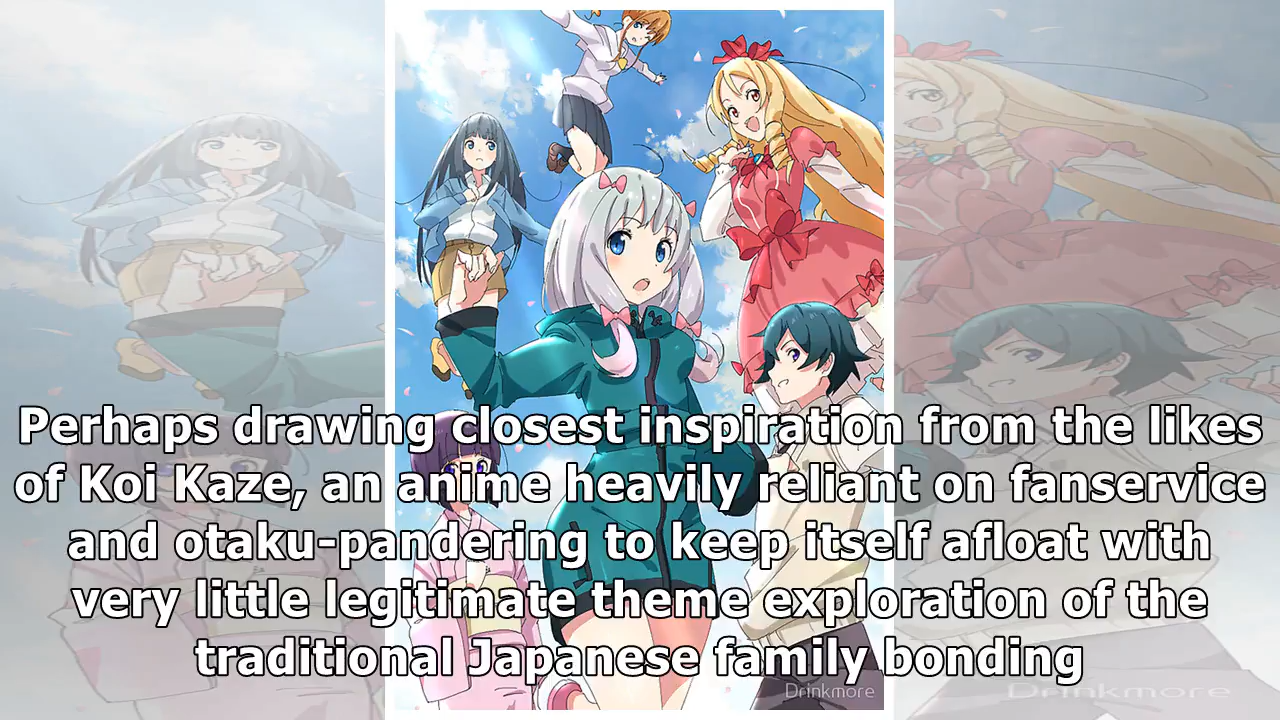 Perhaps drawing closest inspiration from the likes
of Koi Kaze, an anime heavily reliant on fanservice
and otaku-pandering to keep itself afloat with
very little legitimate theme exploration of the
traditional Japanese family bonding
Drinkmore
Drinkmore